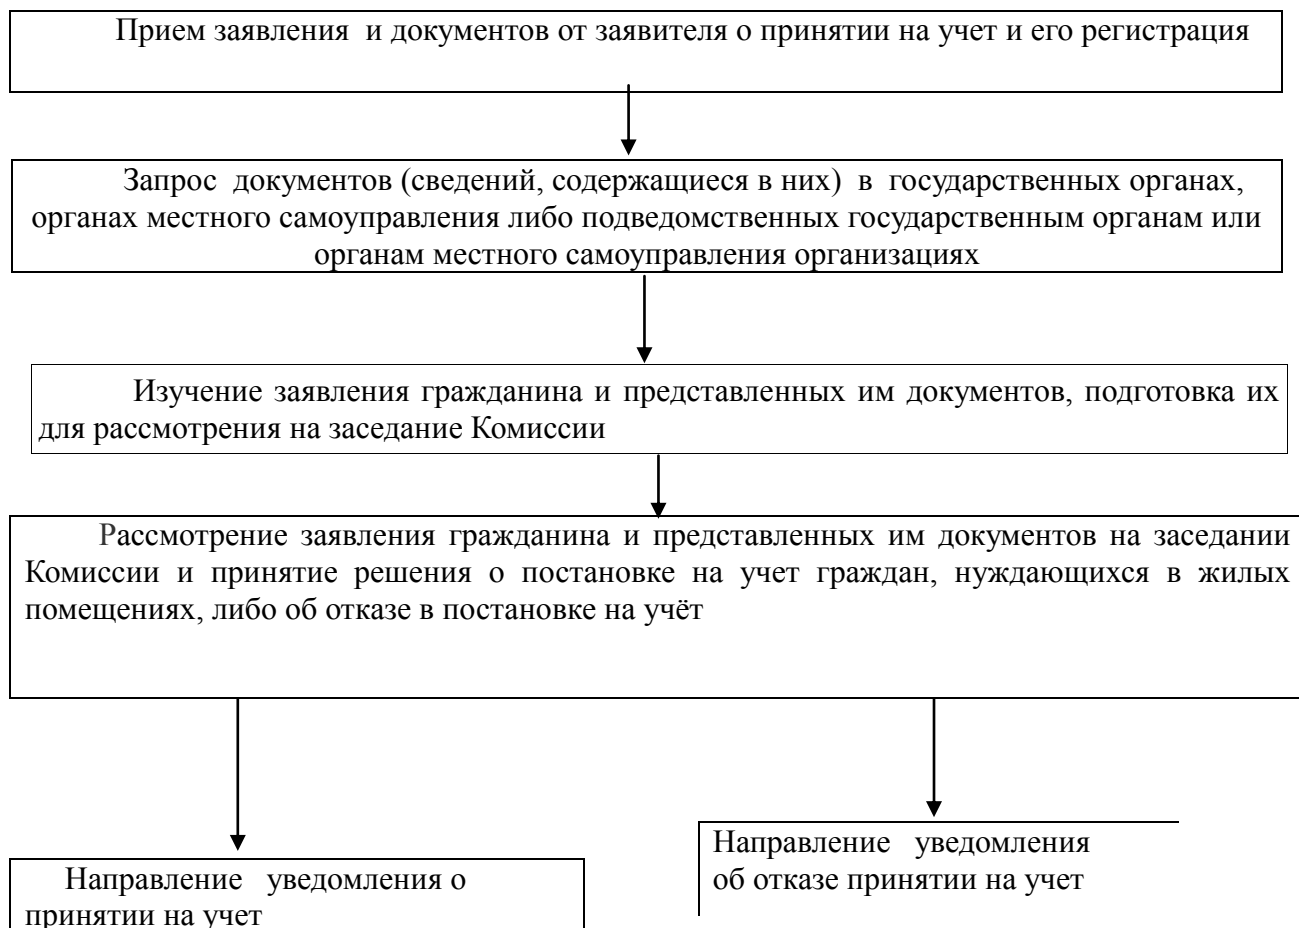 Прием заявления и документов от заявителя о принятии на учет и его регистрация
Запрос документов (сведений, содержащиеся в них) в государственных органах,
органах местного самоуправления либо подведомственных государственным органам или
органам местного самоуправления организациях
Изучение заявления гражданина и представленных им документов, подготовка их
для рассмотрения на заседание Комиссии
Рассмотрение заявления гражданина и представленных им документов на заседании
Комиссии и принятие решения о постановке на учет граждан, нуждающихся в жилых
помещениях, либо об отказе в постановке на учёт
Направление уведомления о
принятии на учет
Направление уведомления
об отказе принятии на учет